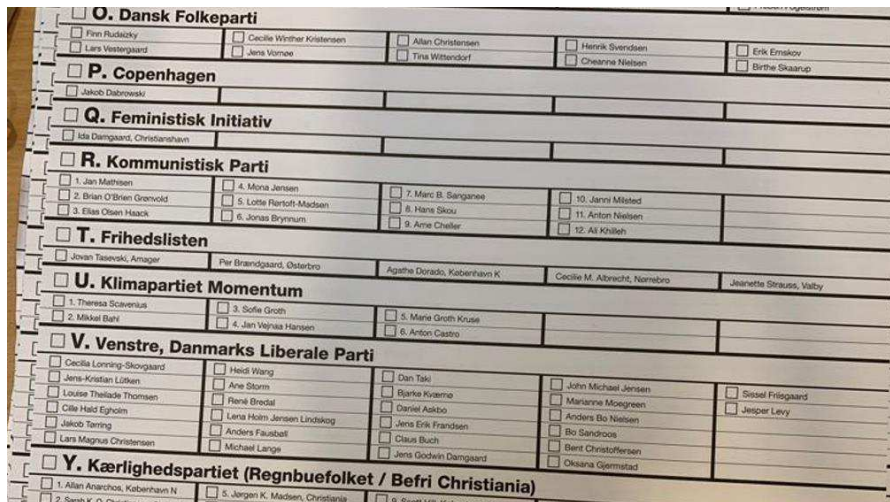 O. Dansk Folkeparti
Finn Rudaizky
Lars Vestergaard
Cecilie Winther Kristensen
Jens Vornøe
Allan Christensen
Tina Wittendorf
Henrik Svendsen
Cheanne Nielsen
Erik Ernskov
Birthe Skaarup
P. Copenhagen
Jakob Dabrowski
Q. Feministisk Initiativ
Ida Damgaard, Christianshavn
R. Kommunistisk Parti
1. Jan Mathisen
2. Brian O'Brien Grønvold
3. Elias Olsen Haack
4. Mona Jensen
5. Lotte Rørtoft-Madsen
6. Jonas Brynnum
7. Marc B. Sanganee
8. Hans Skou
9. Arne Cheller
10. Janni Milsted
11. Anton Nielsen
12. Ali Khilleh
T. Frihedslisten
Jovan Tasevski, Amager
Per Brændgaard, Østerbro
Agathe Dorado, København K
Cecilie M. Albrecht, Nørrebro
Jeanette Strauss, Valby
U. Klimapartiet Momentum
1. Theresa Scavenius
2. Mikkel Bahl
3. Sofie Groth
4. Jan Vejnaa Hansen
5. Marie Groth Kruse
6. Anton Castro
V. Venstre, Danmarks Liberale Parti
Cecilia Lonning-Skovgaard
Jens-Kristian Lütken
Louise Theilade Thomsen
Cille Hald Egholm
Jakob Tørring
Lars Magnus Christensen
Heidi Wang
Ane Storm
René Bredal
Lena Holm Jensen Lindskog
Anders Fausbøll
Michael Lange
Dan Taki
Bjarke Kværnø
Daniel Askbo
Jens Erik Frandsen
Claus Buch
Jens Godwin Damgaard
John Michael Jensen
Marianne Moegreen
Anders Bo Nielsen
Bo Sandroos
Bent Christoffersen
Oksana Gjermstad
Sissel Friisgaard
Jesper Levy
Y. Kærlighedspartiet (Regnbuefolket / Befri Christiania)
1. Allan Anarchos, København N
5. Jørgen K. Madsen, Christiania